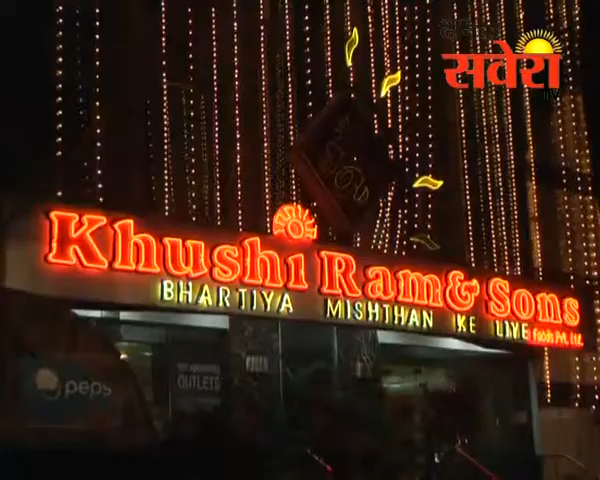 सवेरा
Khushi Ram & Sons
Foods Pvt. Ltd.
BHARTIYA MISHTHAN KE LIYE
OUTLETS
peps